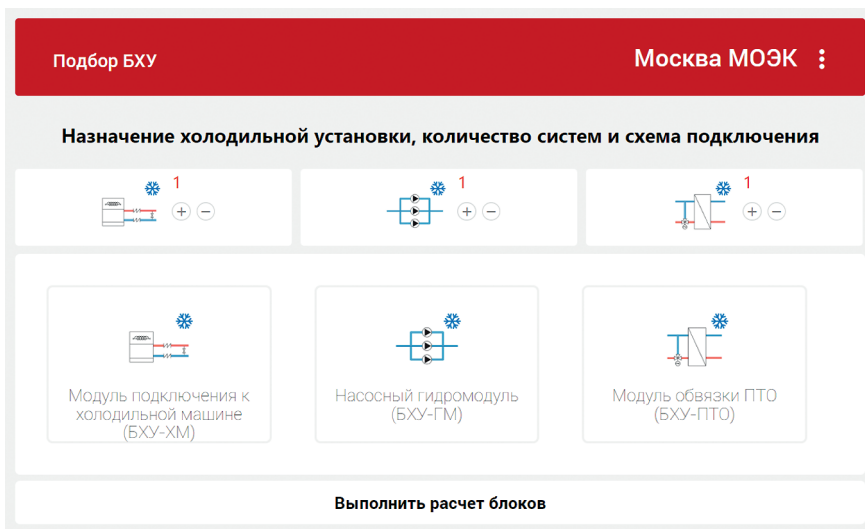 Подбор БХУ
Москва МОЭК
Назначение холодильной установки, количество систем и схема подключения
1
1
1
Модуль подключения к
холодильной машине
(БХУ-ХМ)
Насосный гидромодуль
(БХУ-ГМ)
Модуль обвязки ПТО
(БХУ-ПТО)
Выполнить расчет блоков